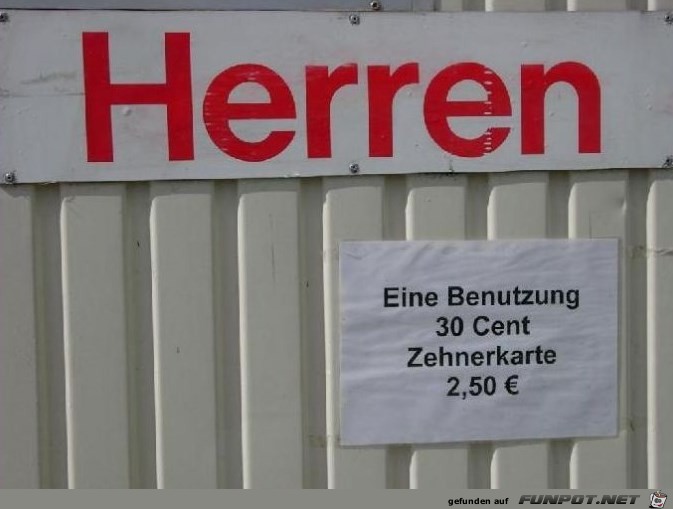 Herren
Eine Benutzung
30 Cent
Zehnerkarte
2,50 €
gefunden auf FUNPOT.NET